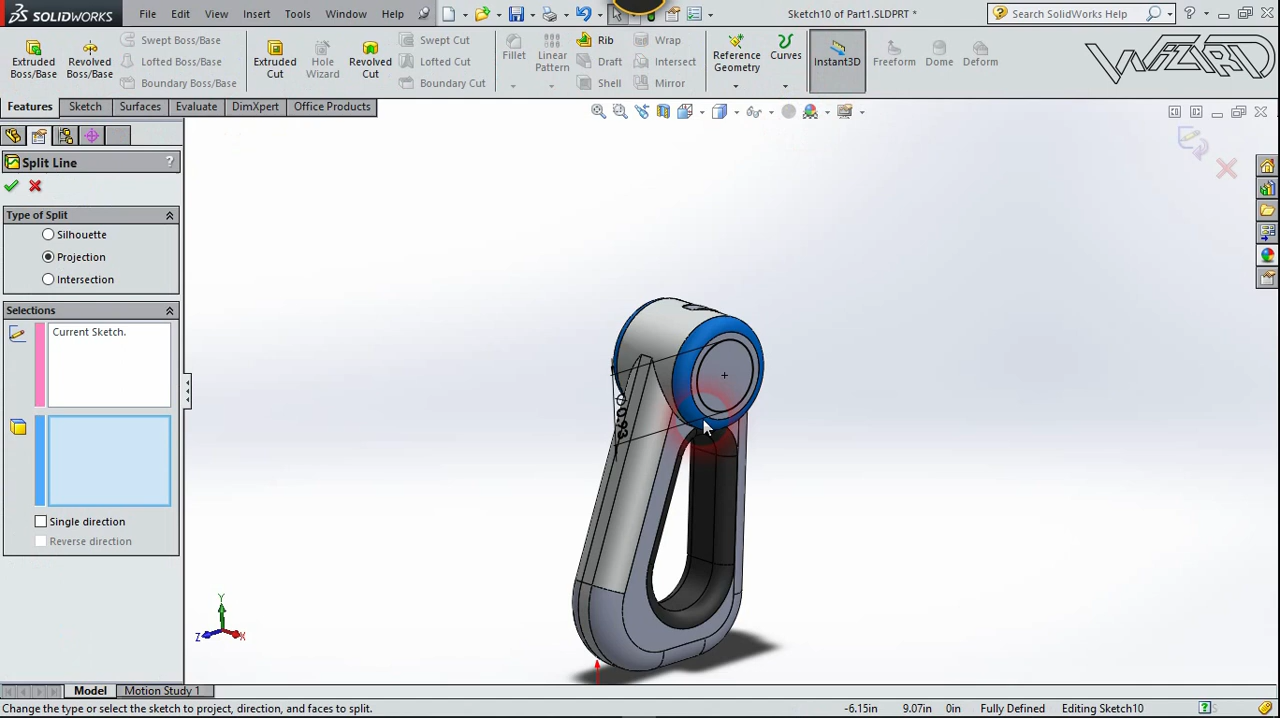 SOLIDWORKS File Edit View Insert Tools Window Help Sketch10 of Part1.SLDPRT * Search SolidWorks Help
Extruded Boss/Base
Revolved Boss/Base
Swept Boss/Base
Lofted Boss/Base
Boundary Boss/Base
Extruded Cut
Hole Wizard
Revolved Cut
Swept Cut
Lofted Cut
Boundary Cut
Fillet
Linear Pattern
Rib
Draft
Shell
Wrap
Intersect
Mirror
Reference Geometry
Curves
Instant3D
Freeform
Dome
Deform
WIZARD
Features Sketch Surfaces Evaluate DimXpert Office Products
Split Line ?
Type of Split
Silhouette
Projection
Intersection
Selections
Current Sketch.
Single direction
Reverse direction
0.93
Y
Z X
Model Motion Study 1
Change the type or select the sketch to project, direction, and faces to split. -6.15in 9.07in 0in Fully Defined Editing Sketch10